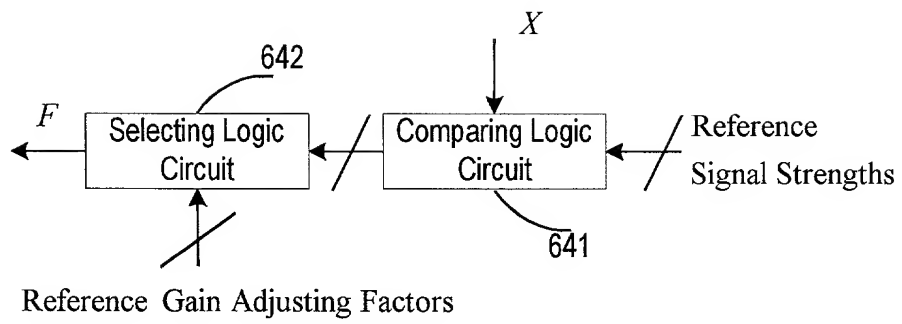 X
642
F
Selecting Logic
Circuit
Comparing Logic
Circuit
Reference
Signal Strengths
641
Reference Gain Adjusting Factors